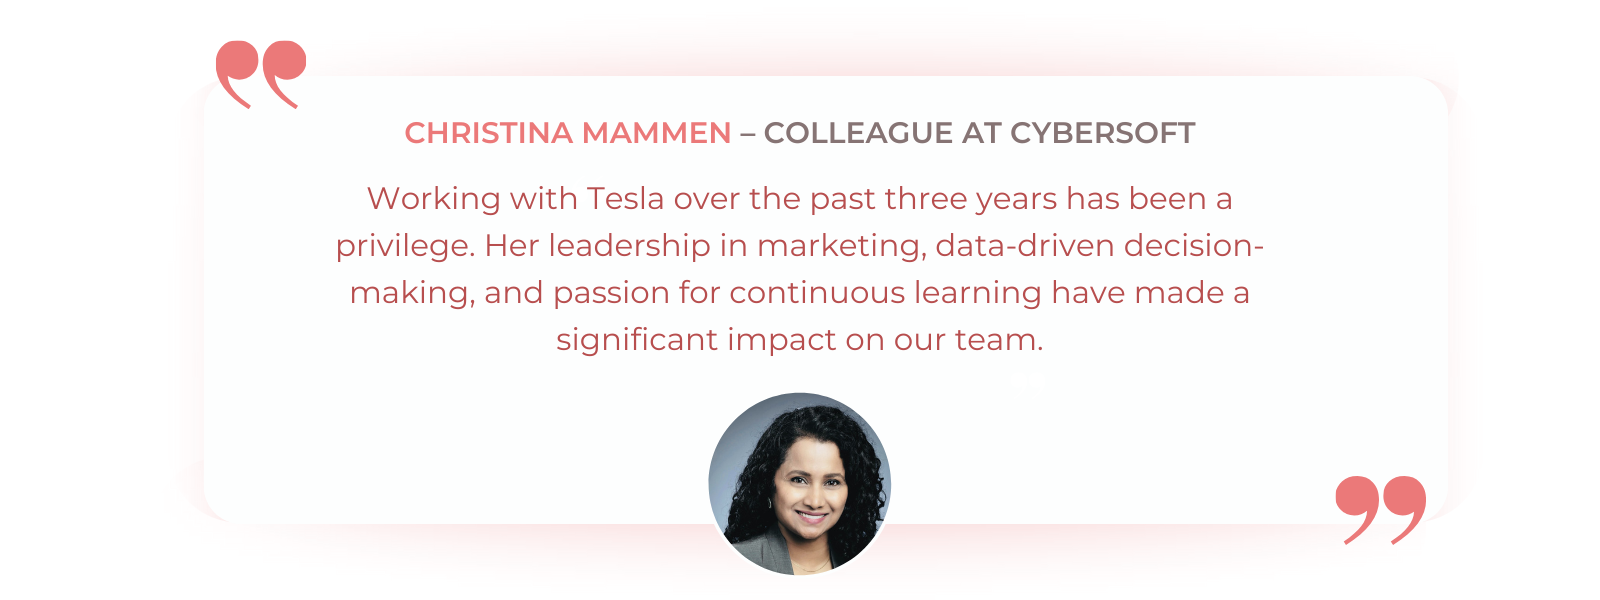 CHRISTINA MAMMEN – COLLEAGUE AT CYBERSOFT
Working with Tesla over the past three years has been a
privilege. Her leadership in marketing, data-driven decision-
making, and passion for continuous learning have made a
significant impact on our team.